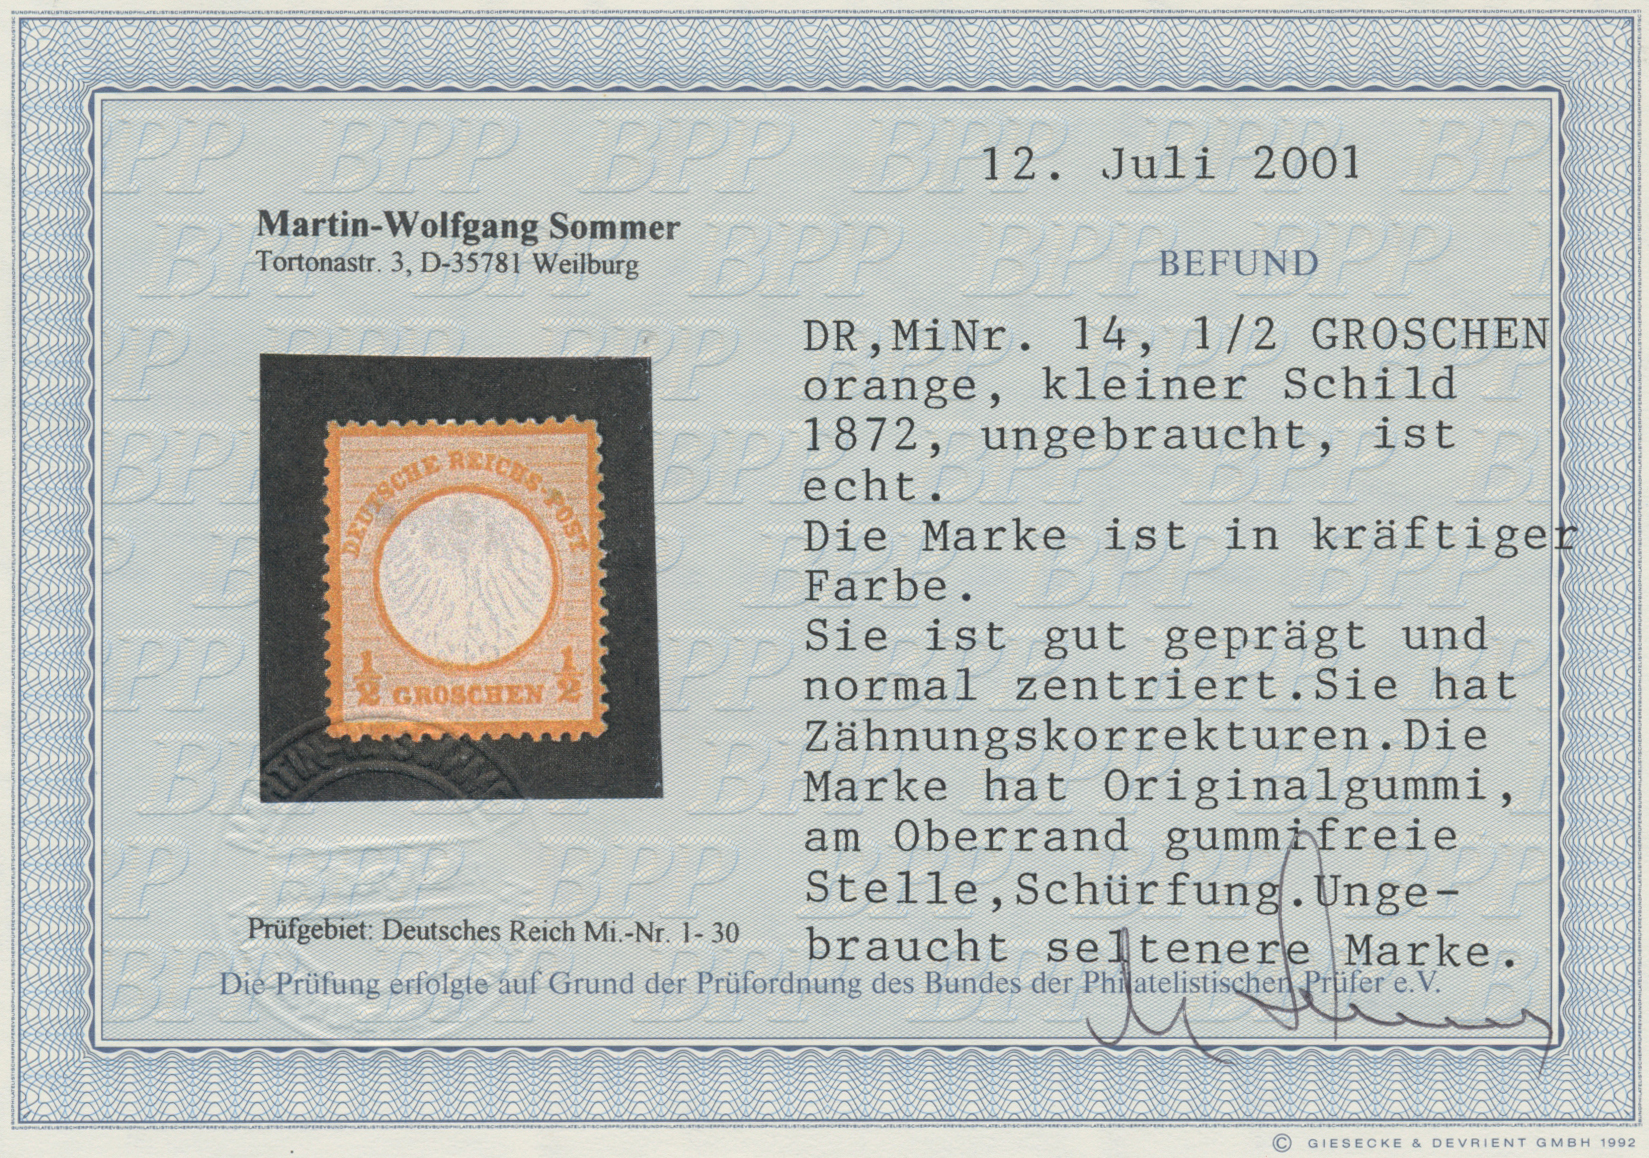 12. Juli 2001
Martin-Wolfgang Sommer
Tortonastr. 3, D-35781 Weilburg
BEFUND
DR,MiNr. 14, 1/2 GROSCHEN
orange, kleiner Schild
1872, ungebraucht, ist
echt.
Die Marke ist in kräftiger
Farbe.
Sie ist gut geprägt und
normal zentriert.Sie hat
Zähnungskorrekturen.Die
Marke hat Originalgummi,
am Oberrand gummifreie
Stelle,Schürfung.Unge-
braucht seltenere Marke.
DEUTSCHE REICHS-POST
1/2 GROSCHEN 1/2
Prüfgebiet: Deutsches Reich Mi.-Nr. 1- 30
Die Prüfung erfolgte auf Grund der Prüfordnung des Bundes der Philatelistischen Prüfer e.V.
© GIESECKE & DEVRIENT GMBH 1992